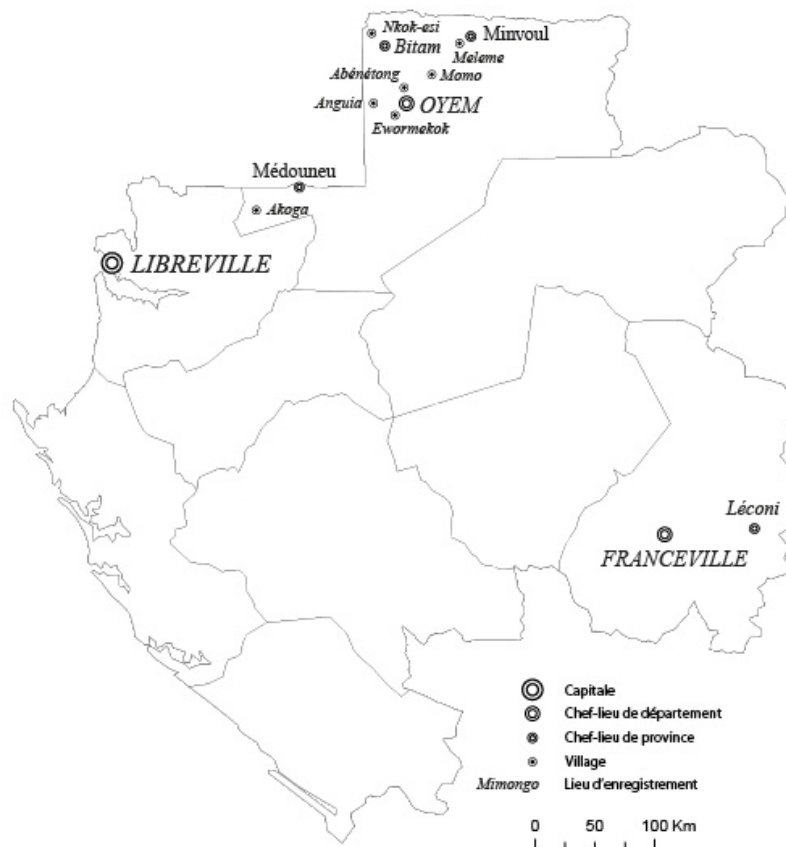 Nkok-esi
Minvoul
Bitam
Meleme
Momo
Abénétong
Anguia
OYEM
Ewormekok
Médouneu
Akoga
LIBREVILLE
Léconi
FRANCEVILLE
Capitale
Chef-lieu de département
Chef-lieu de province
Village
Mimongo Lieu d'enregistrement
0 50 100 Km